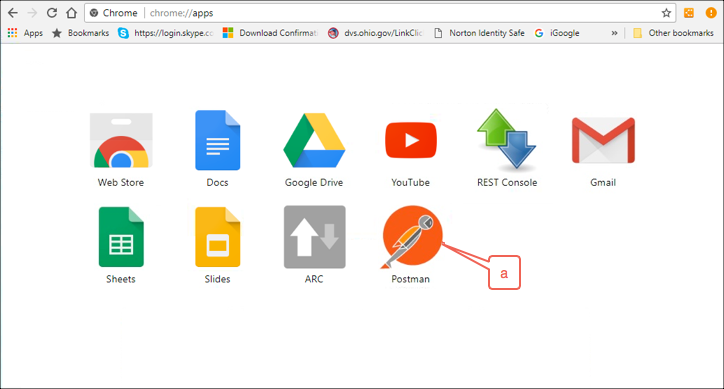 Chrome chrome://apps
Apps Bookmarks https://login.skype.co Download Confirmati dvs.ohio.gov/LinkClic Norton Identity Safe iGoogle » Other bookmarks
Web Store Docs Google Drive YouTube REST Console Gmail
Sheets Slides ARC Postman
a